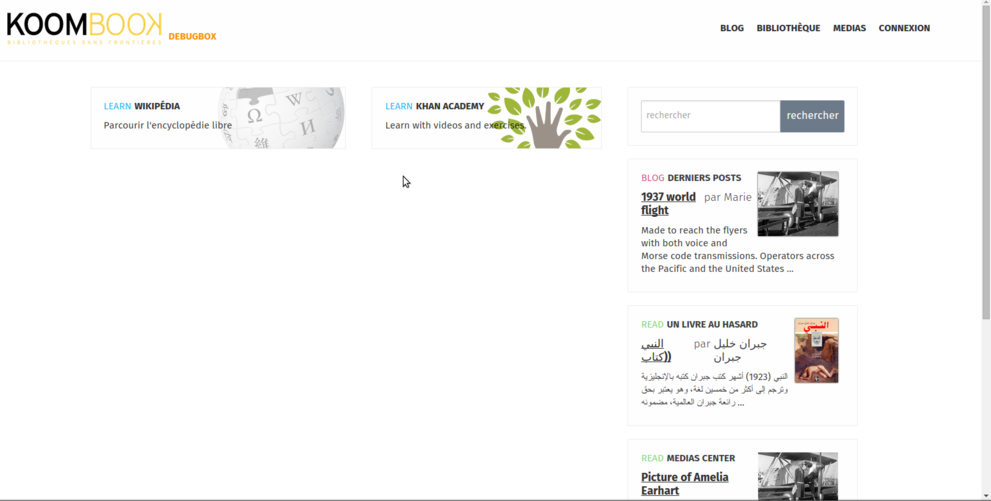 KOOMBOOK
BIBLIOTHÈQUES SANS FRONTIÈRES
DEBUGBOX
BLOG BIBLIOTHÈQUE MEDIAS CONNEXION
LEARN WIKIPÉDIA
Parcourir l'encyclopédie libre
LEARN KHAN ACADEMY
Learn with videos and exercises.
rechercher
rechercher
BLOG DERNIERS POSTS
1937 world flight par Marie
Made to reach the flyers
with both voice and
Morse code transmissions. Operators across
the Pacific and the United States ...
READ UN LIVRE AU HASARD
النبي
((كتاب
par جبران خليل
جبران
النبي (1923) أشهر كتب جبران كتبه بالإنجليزية
وترجم إلى أكثر من خمسين لغة، وهو يعتبر بحق
رائعة جبران العالمية، مضمونه ...
READ MEDIAS CENTER
Picture of Amelia
Earhart